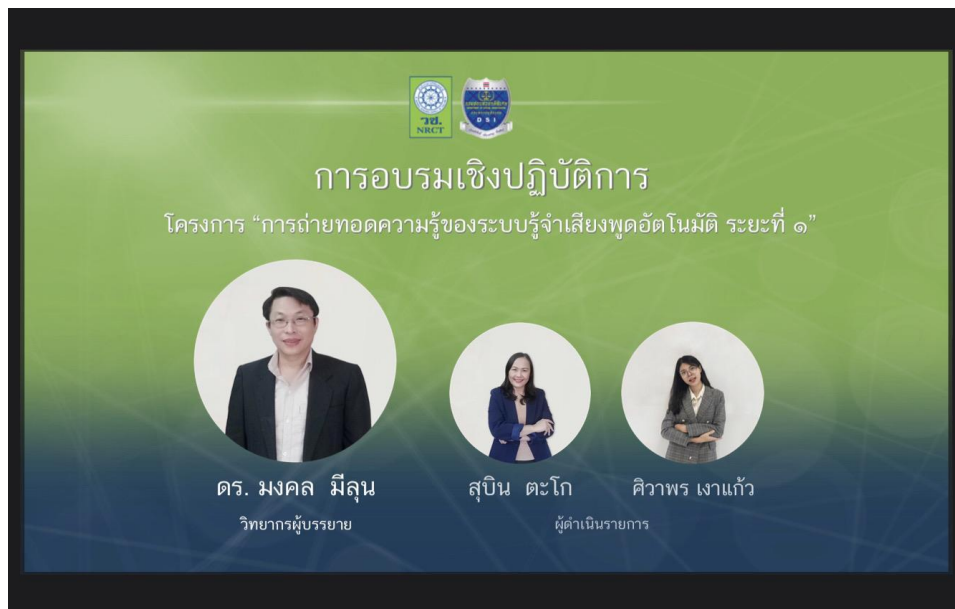 วช.
NRCT
DSI
การอบรมเชิงปฏิบัติการ
โครงการ “การถ่ายทอดความรู้ของระบบรู้จำเสียงพูดอัตโนมัติ ระยะที่ ๑”
ดร. มงคล มีลุน
สุบิน ตะโก
ศิวาพร เงาแก้ว
วิทยากรผู้บรรยาย
ผู้ดำเนินรายการ